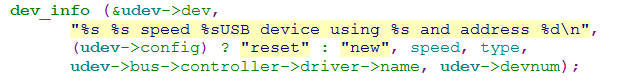 dev_info (&udev->dev,
"%s %s speed %sUSB device using %s and address %d\n",
(udev->config) ? "reset" : "new", speed, type,
udev->bus->controller->driver->name, udev->devnum);